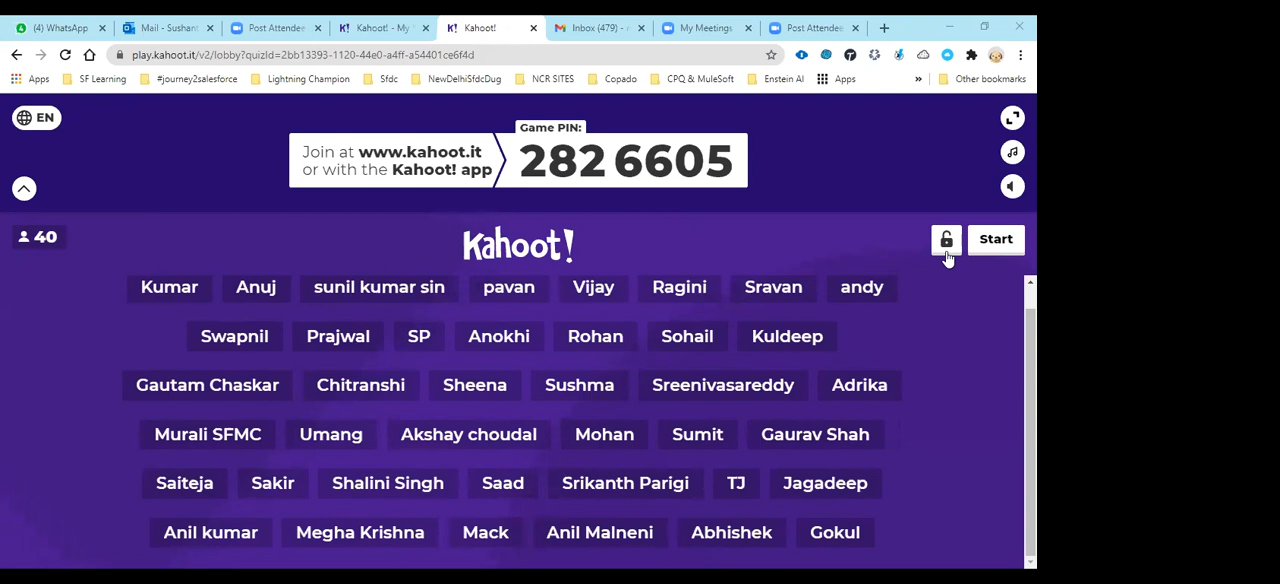 (4) WhatsApp
Mail - Sushant
Post Attendee
Kahoot! - My
Kahoot!
Inbox (479) -
My Meetings
Post Attendee
play.kahoot.it/v2/lobby?quizId=2bb13393-1120-44e0-a4ff-a54401ce6f4d
Apps SF Learning #journey2salesforce Lightning Champion Sfdc NewDelhiSfdcDug NCR SITES Copado CPQ & MuleSoft Enstein AI Apps » Other bookmarks
EN
Game PIN:
Join at www.kahoot.it
or with the Kahoot! app
282 6605
40
Kahoot!
Start
Kumar Anuj sunil kumar sin pavan Vijay Ragini Sravan andy
Swapnil Prajwal SP Anokhi Rohan Sohail Kuldeep
Gautam Chaskar Chitranshi Sheena Sushma Sreenivasareddy Adrika
Murali SFMC Umang Akshay choudal Mohan Sumit Gaurav Shah
Saiteja Sakir Shalini Singh Saad Srikanth Parigi TJ Jagadeep
Anil kumar Megha Krishna Mack Anil Malneni Abhishek Gokul